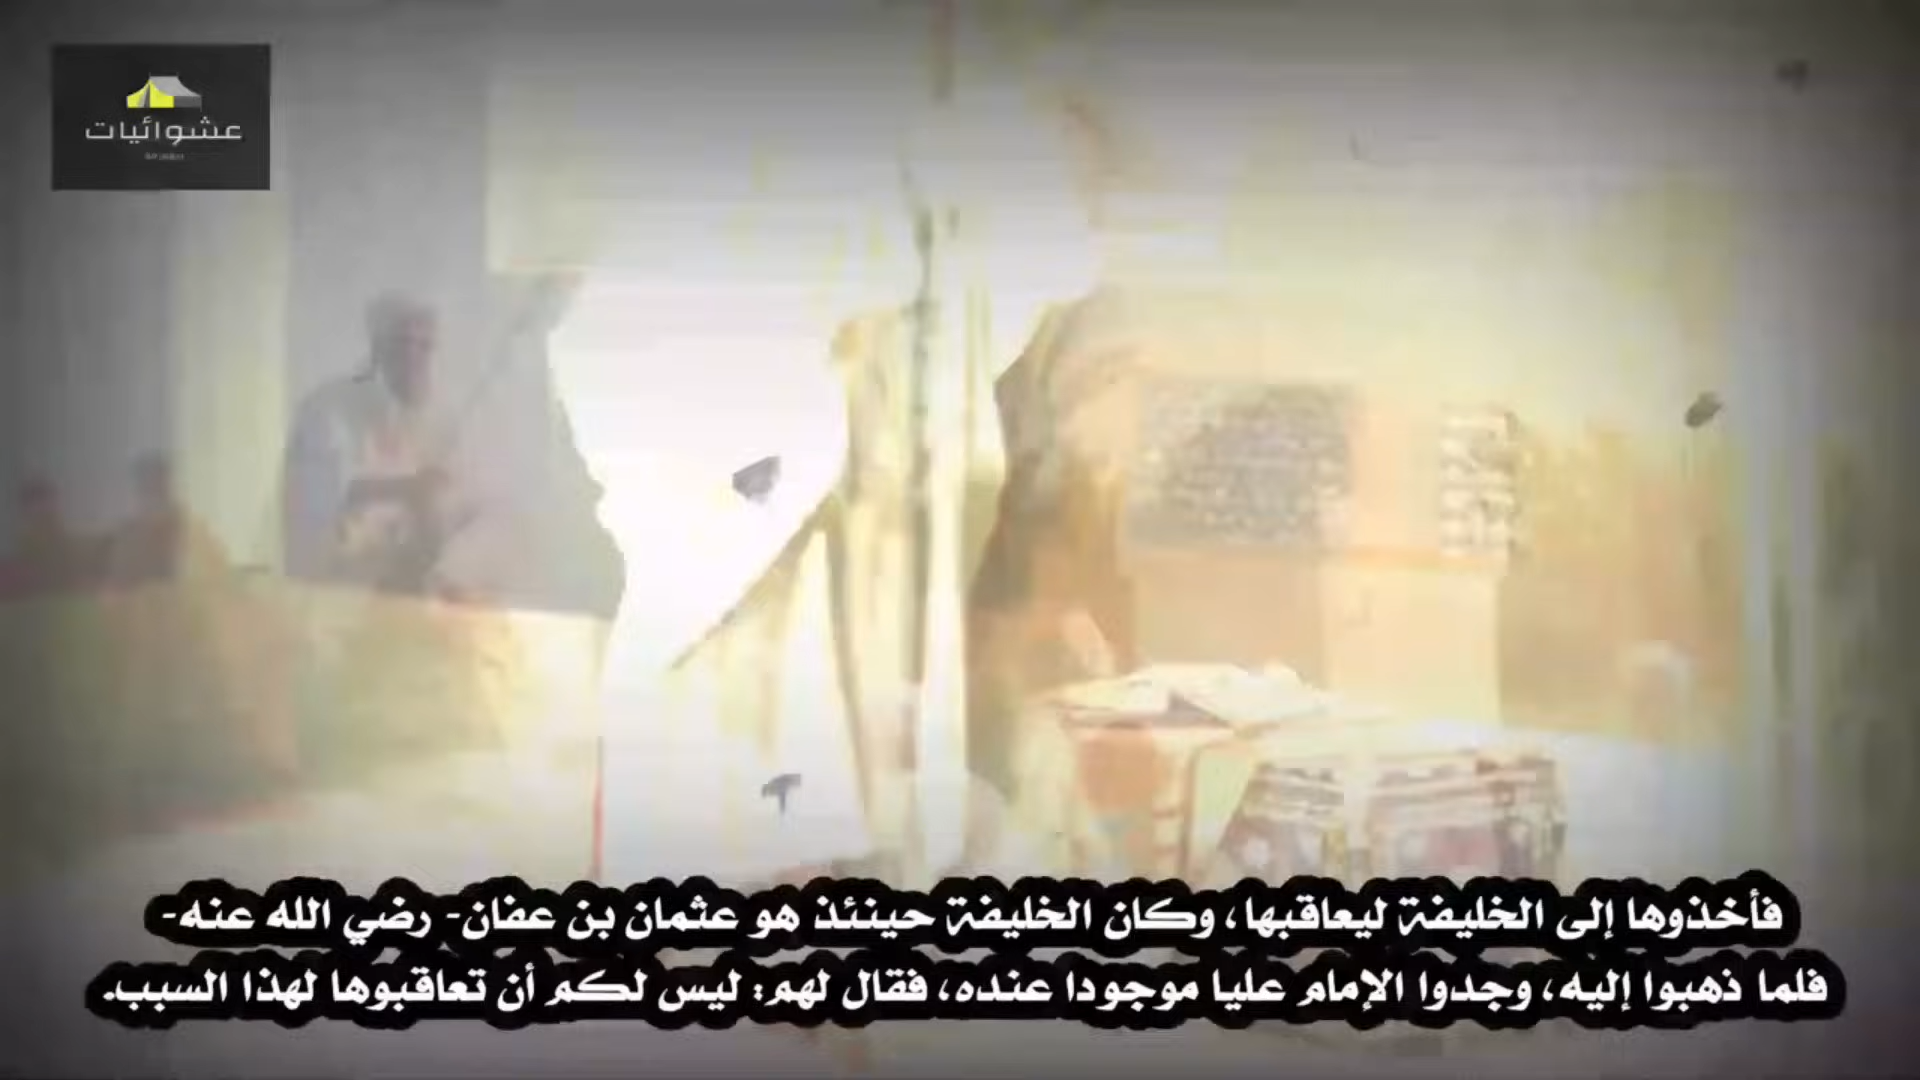 عشوائيات
فأخذوها إلى الخليفة ليعاقبها، وكان الخليفة حينئذ هو عثمان بن عفان- رضي الله عنه-
فلما ذهبوا إليه، وجدوا الإمام عليا موجودا عنده، فقال لهم: ليس لكم أن تعاقبوها لهذا السبب.